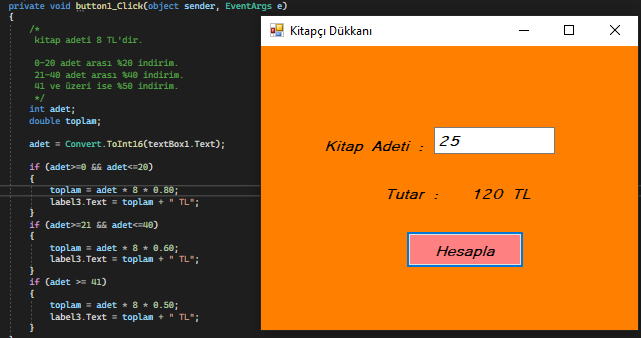 private void button1_Click(object sender, EventArgs e)
{
/*
kitap adeti 8 TL'dir.
0-20 adet arası %20 indirim.
21-40 adet arası %40 indirim.
41 ve üzeri ise %50 indirim.
*/
int adet;
double toplam;
adet = Convert.ToInt16(textBox1.Text);
if (adet>=0 && adet<=20)
{
toplam = adet * 8 * 0.80;
label3.Text = toplam + " TL";
}
if (adet>=21 && adet<=40)
{
toplam = adet * 8 * 0.60;
label3.Text = toplam + " TL";
}
if (adet >= 41)
{
toplam = adet * 8 * 0.50;
label3.Text = toplam + " TL";
}
}
Kitapçı Dükkanı
Kitap Adeti : 25
Tutar : 120 TL
Hesapla